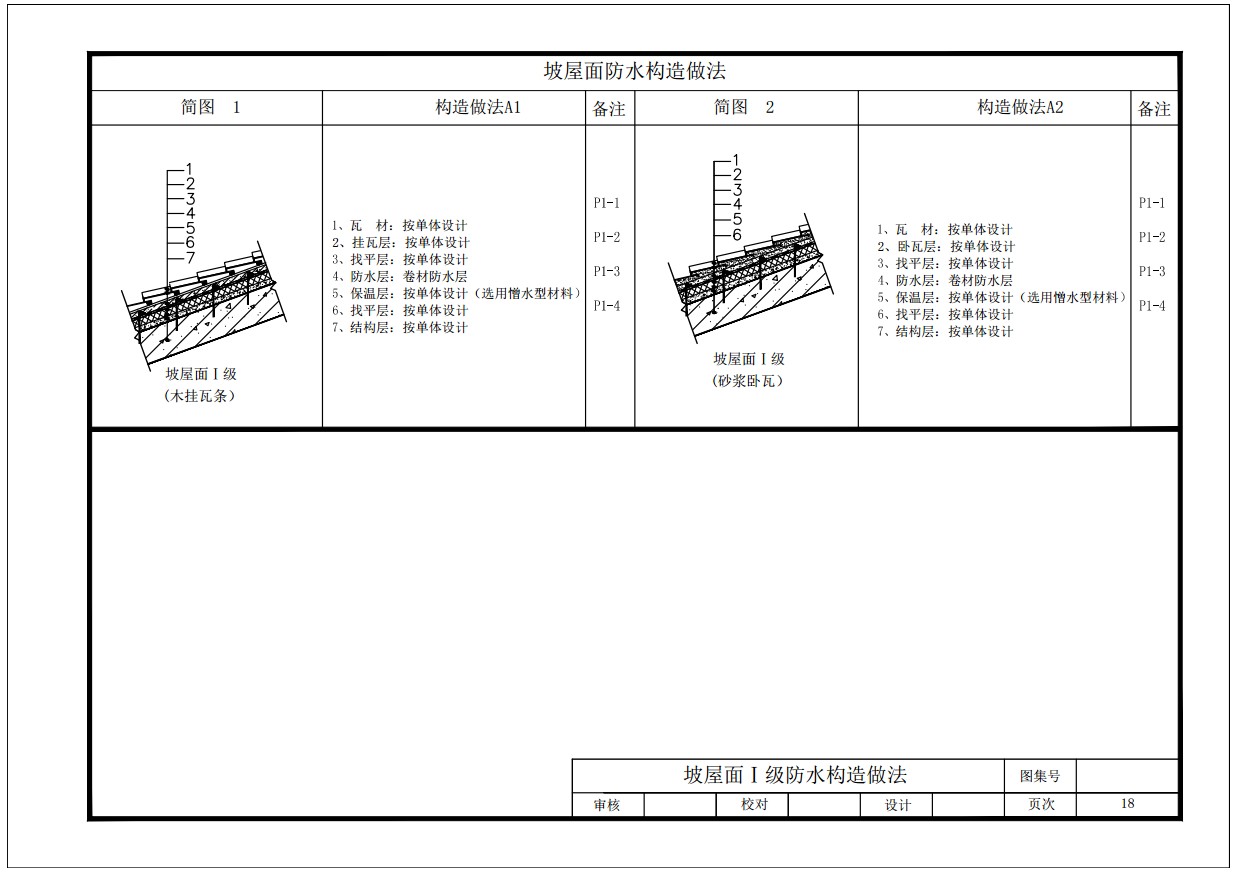 坡屋面防水构造做法
简图 1
构造做法A1
备注
简图 2
构造做法A2
备注
1
2
3
4
5
6
7
坡屋面Ⅰ级
(木挂瓦条)
1、瓦 材：按单体设计
2、挂瓦层：按单体设计
3、找平层：按单体设计
4、防水层：卷材防水层
5、保温层：按单体设计（选用憎水型材料）
6、找平层：按单体设计
7、结构层：按单体设计
P1-1
P1-2
P1-3
P1-4
1
2
3
4
5
6
坡屋面Ⅰ级
(砂浆卧瓦)
1、瓦 材：按单体设计
2、卧瓦层：按单体设计
3、找平层：按单体设计
4、防水层：卷材防水层
5、保温层：按单体设计（选用憎水型材料）
6、找平层：按单体设计
7、结构层：按单体设计
P1-1
P1-2
P1-3
P1-4
坡屋面Ⅰ级防水构造做法
图集号
审核
校对
设计
页次
18